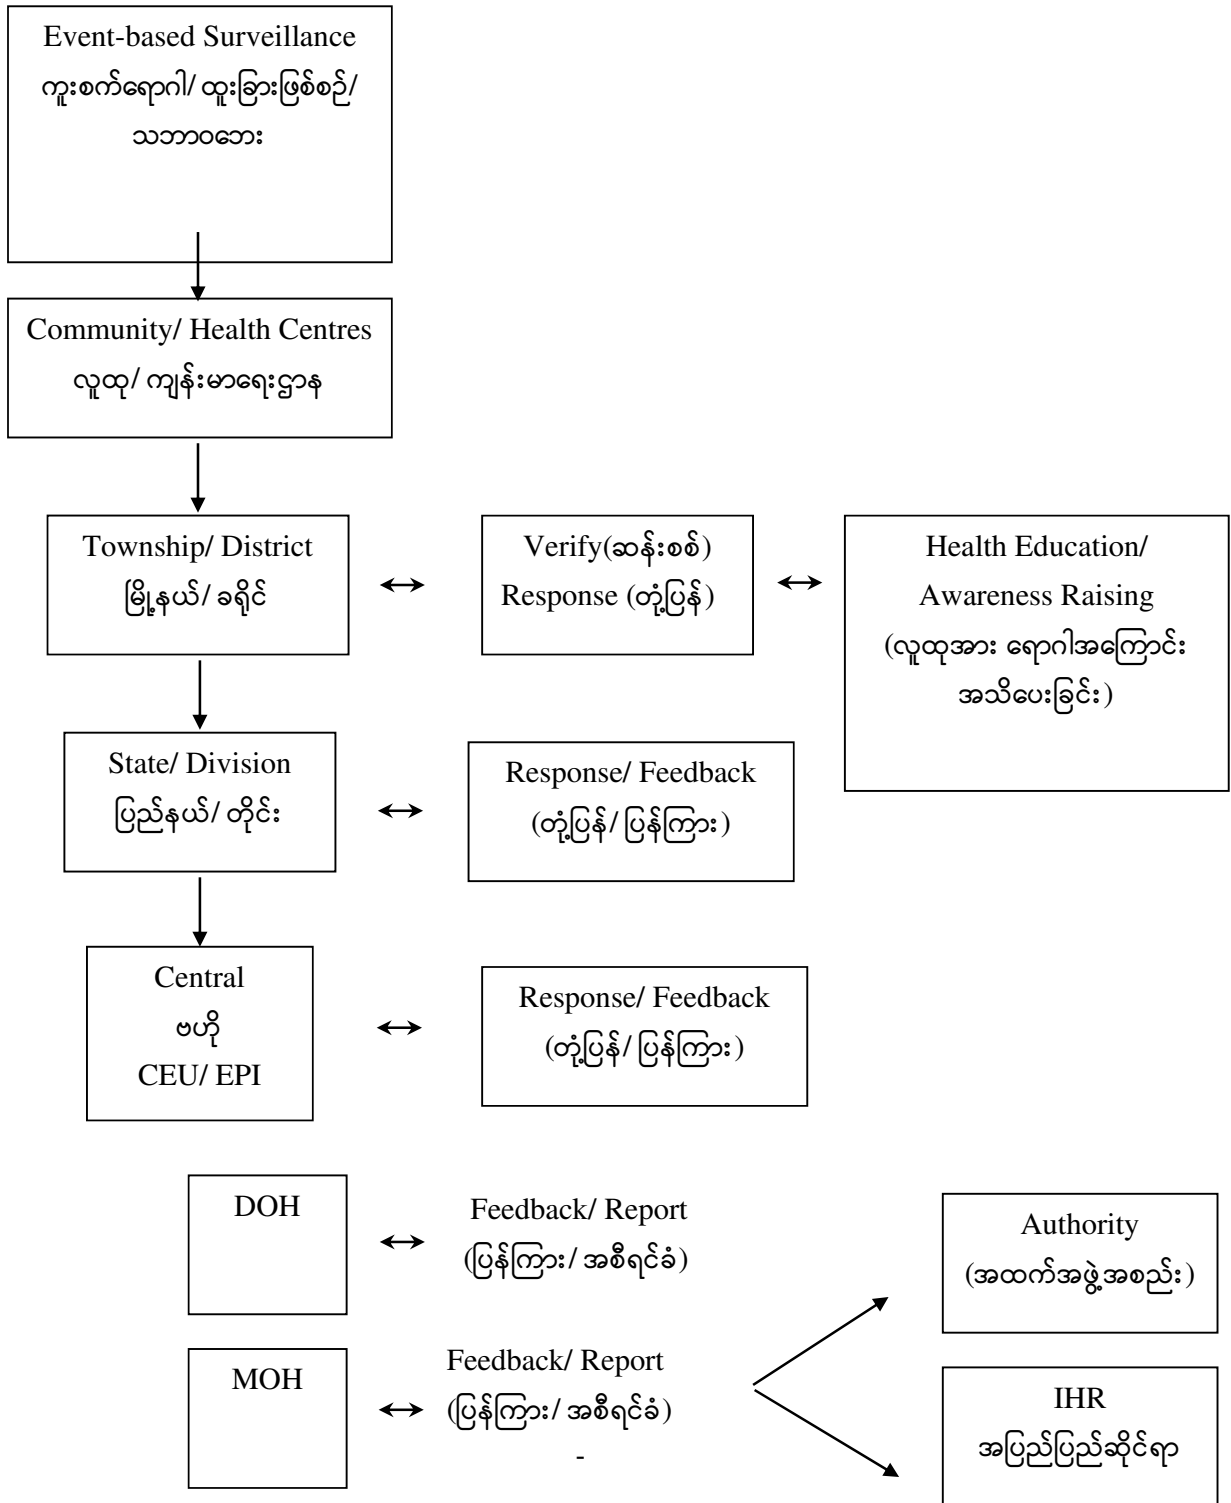 Event-based Surveillance
ကူးစက်ရောဂါ/ ထူးခြားဖြစ်စဉ်/
သဘာဝဘေး
Community/ Health Centres
လူထု/ ကျန်းမာရေးဌာန
Township/ District
မြို့နယ်/ ခရိုင်
Verify(ဆန်းစစ်)
Response (တုံ့ပြန်)
Health Education/
Awareness Raising
(လူထုအား ရောဂါအကြောင်း
အသိပေးခြင်း)
State/ Division
ပြည်နယ်/ တိုင်း
Response/ Feedback
(တုံ့ပြန်/ ပြန်ကြား)
Central
ဗဟို
CEU/ EPI
Response/ Feedback
(တုံ့ပြန်/ ပြန်ကြား)
DOH
Feedback/ Report
(ပြန်ကြား/ အစီရင်ခံ)
Authority
(အထက်အဖွဲ့အစည်း)
MOH
Feedback/ Report
(ပြန်ကြား/ အစီရင်ခံ)
-
IHR
အပြည်ပြည်ဆိုင်ရာ